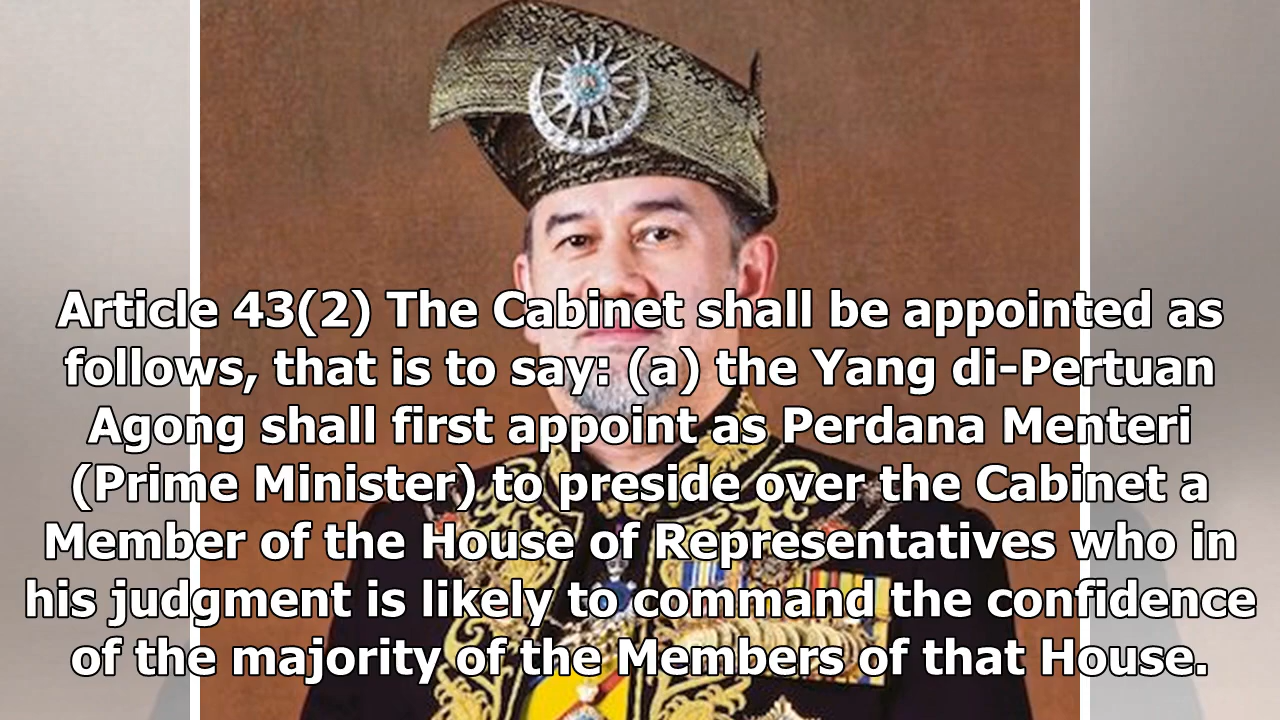 Article 43(2) The Cabinet shall be appointed as
follows, that is to say: (a) the Yang di-Pertuan
Agong shall first appoint as Perdana Menteri
(Prime Minister) to preside over the Cabinet a
Member of the House of Representatives who in
his judgment is likely to command the confidence
of the majority of the Members of that House.